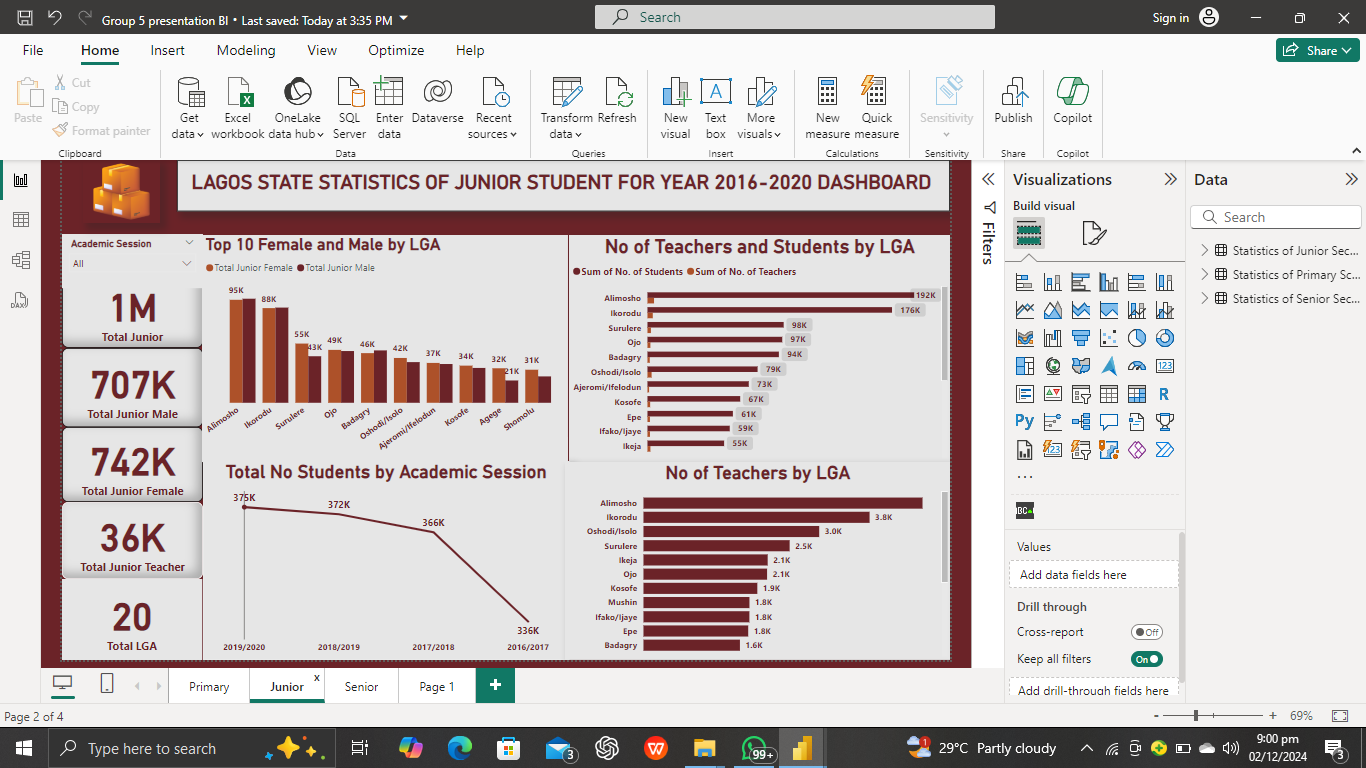 Group 5 presentation BI • Last saved: Today at 3:35 PM
Search
Sign in
File
Home
Insert
Modeling
View
Optimize
Help
Share
Paste
Cut
Copy
Format painter
Clipboard
Get data
Excel workbook
OneLake data hub
SQL Server
Enter data
Dataverse
Recent sources
Data
Transform data
Refresh
Queries
New visual
Text box
More visuals
Insert
New measure
Quick measure
Calculations
Sensitivity
Sensitivity
Publish
Share
Copilot
Copilot
LAGOS STATE STATISTICS OF JUNIOR STUDENT FOR YEAR 2016-2020 DASHBOARD
Academic Session
All
1M
Total Junior
707K
Total Junior Male
742K
Total Junior Female
36K
Total Junior Teacher
20
Total LGA
Top 10 Female and Male by LGA
Total Junior Female Total Junior Male
95K
88K
55K
43K
49K
46K
42K
37K
34K
32K
21K
31K
Alimosho
Ikorodu
Surulere
Ojo
Badagry
Oshodi/Isolo
Ajeromi/Ifelodun
Kosofe
Agege
Shomolu
No of Teachers and Students by LGA
Sum of No. of Students Sum of No. of Teachers
Alimosho 192K
Ikorodu 176K
Surulere 98K
Ojo 97K
Badagry 94K
Oshodi/Isolo 79K
Ajeromi/Ifelodun 73K
Kosofe 67K
Epe 61K
Ifako/Ijaye 59K
Ikeja 55K
Total No Students by Academic Session
375K
372K
366K
336K
2019/2020 2018/2019 2017/2018 2016/2017
No of Teachers by LGA
Alimosho
Ikorodu 3.8K
Oshodi/Isolo 3.0K
Surulere 2.5K
Ikeja 2.1K
Ojo 2.1K
Kosofe 1.9K
Mushin 1.8K
Ifako/Ijaye 1.8K
Epe 1.8K
Badagry 1.6K
Filters
Visualizations
Build visual
123
R
Py
123
...
Values
Add data fields here
Drill through
Cross-report
Off
Keep all filters
On
Add drill-through fields here
Data
Search
Statistics of Junior Sec...
Statistics of Primary Sc...
Statistics of Senior Sec...
Primary
Junior
x
Senior
Page 1
+
Page 2 of 4
- + 69%
Type here to search
3
99+
1
29°C Partly cloudy
9:00 pm
02/12/2024
3